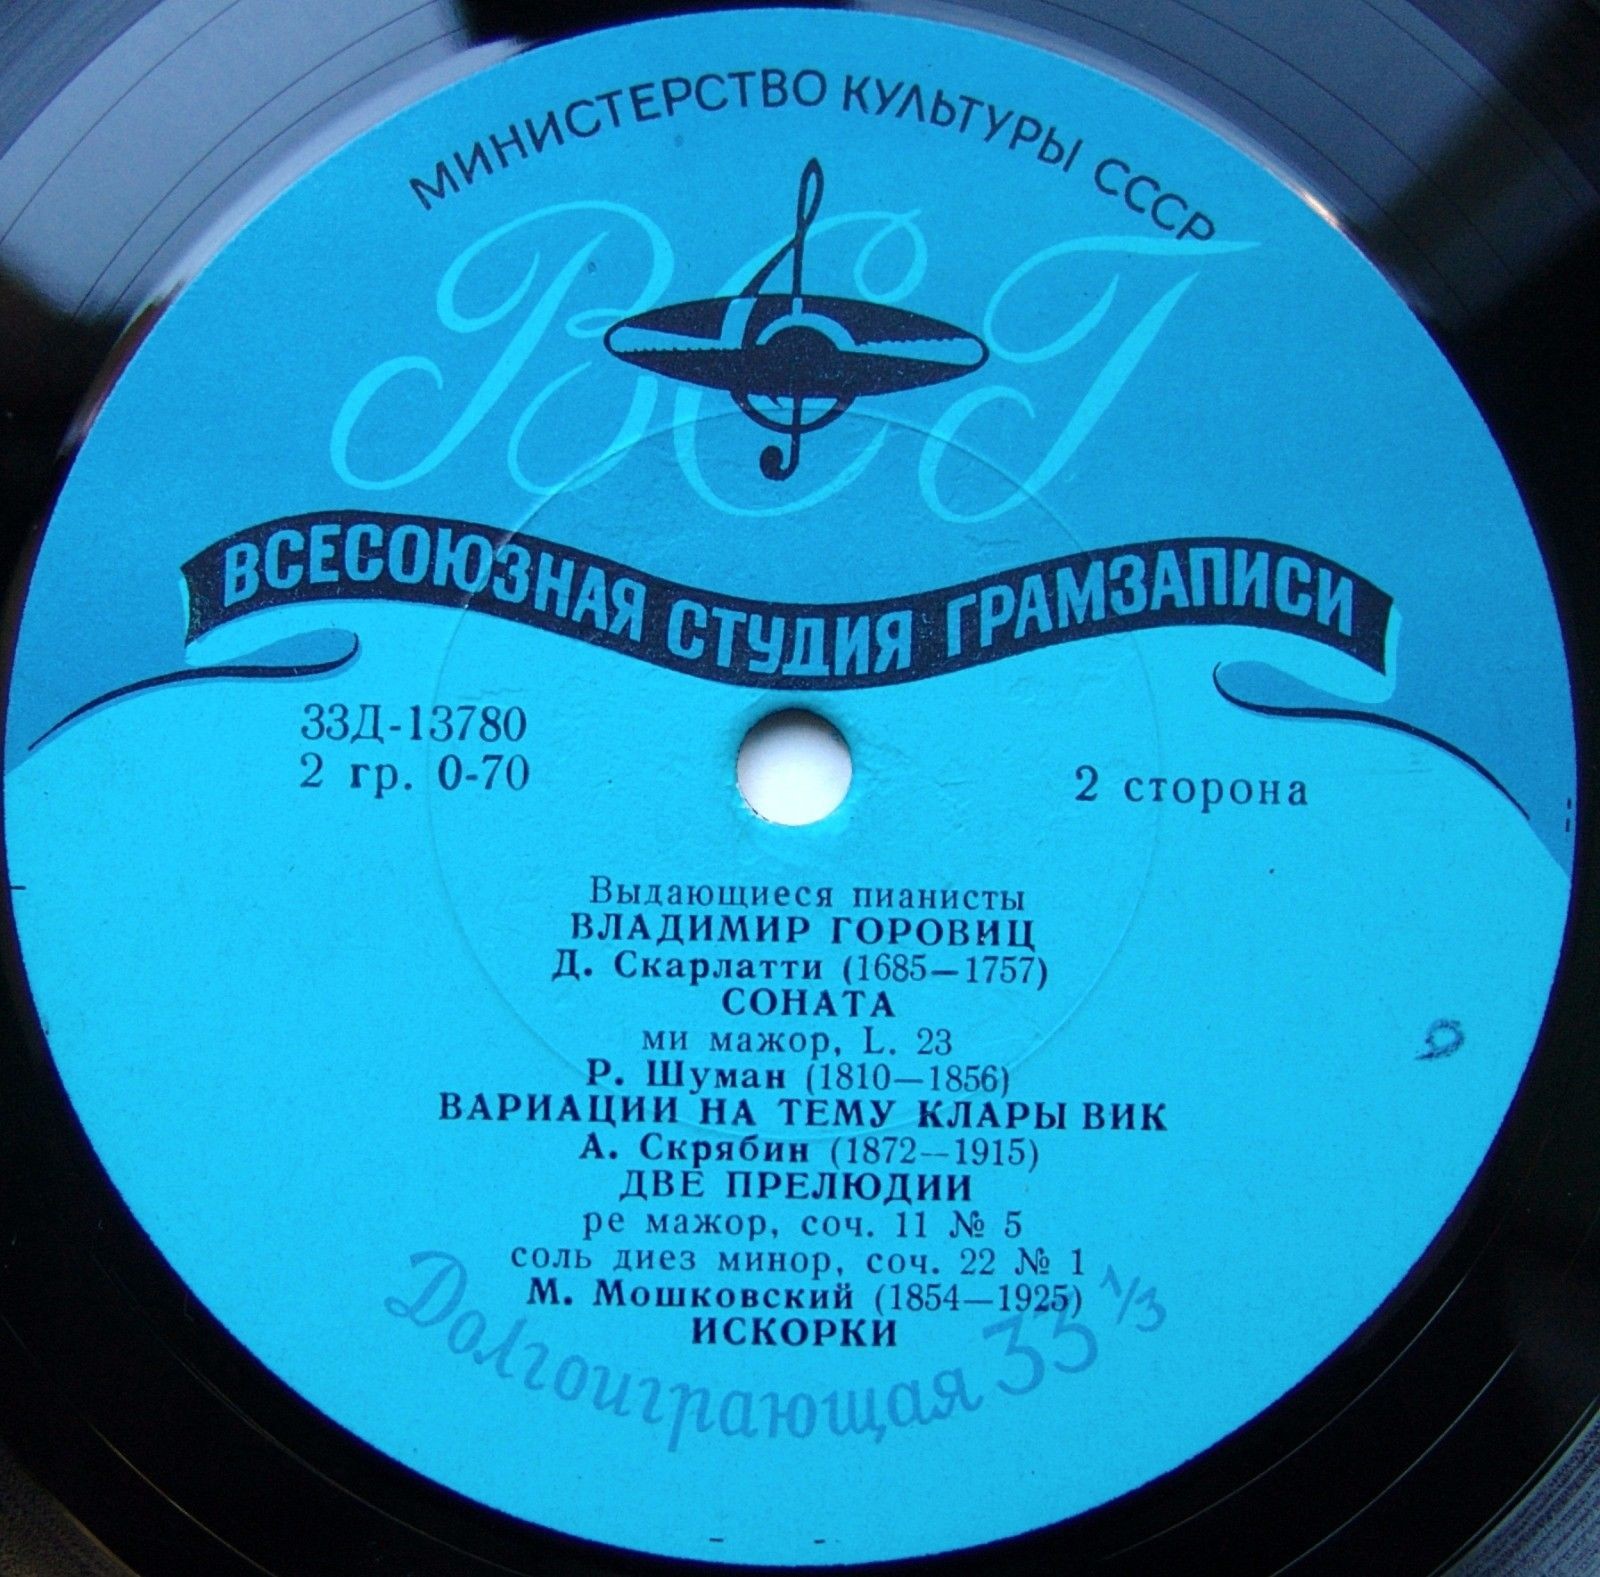 МИНИСТЕРСТВО КУЛЬТУРЫ СССР
ВСГ
ВСЕСОЮЗНАЯ СТУДИЯ ГРАМЗАПИСИ
33Д-13780
2 гр. 0-70
2 сторона
Выдающиеся пианисты
ВЛАДИМИР ГОРОВИЦ
Д. Скарлатти (1685—1757)
СОНАТА
ми мажор, L. 23
Р. Шуман (1810—1856)
ВАРИАЦИИ НА ТЕМУ КЛАРЫ ВИК
А. Скрябин (1872—1915)
ДВЕ ПРЕЛЮДИИ
ре мажор, соч. 11 № 5
соль диез минор, соч. 22 № 1
М. Мошковский (1854—1925)
ИСКОРКИ
Долгоиграющая 33 1/3